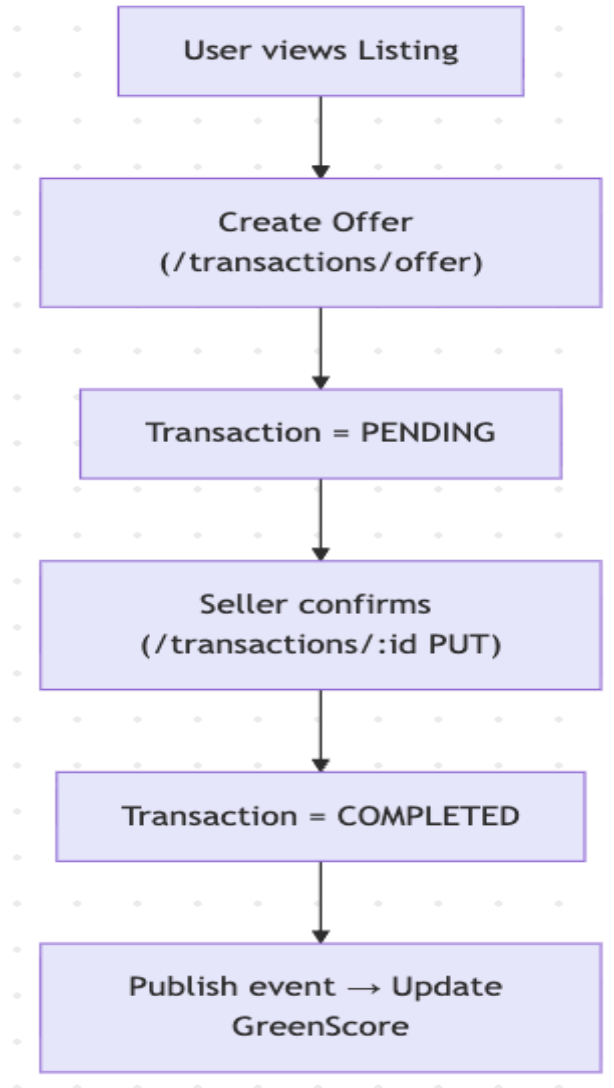 User views Listing
Create Offer
(/transactions/offer)
Transaction = PENDING
Seller confirms
(/transactions/:id PUT)
Transaction = COMPLETED
Publish event → Update
GreenScore